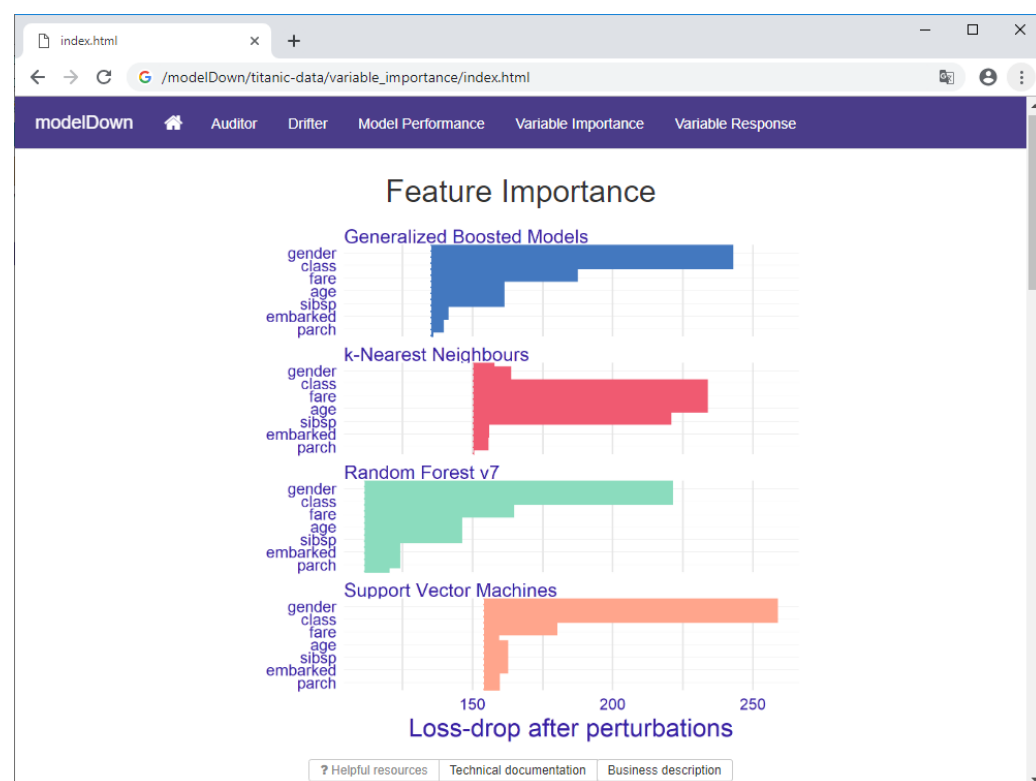 index.html
/modelDown/titanic-data/variable_importance/index.html
modelDown Auditor Drifter Model Performance Variable Importance Variable Response
Feature Importance
Generalized Boosted Models
gender
class
fare
age
sibsp
embarked
parch
k-Nearest Neighbours
gender
class
fare
age
sibsp
embarked
parch
Random Forest v7
gender
class
fare
age
sibsp
embarked
parch
Support Vector Machines
gender
class
fare
age
sibsp
embarked
parch
150 200 250
Loss-drop after perturbations
? Helpful resources Technical documentation Business description